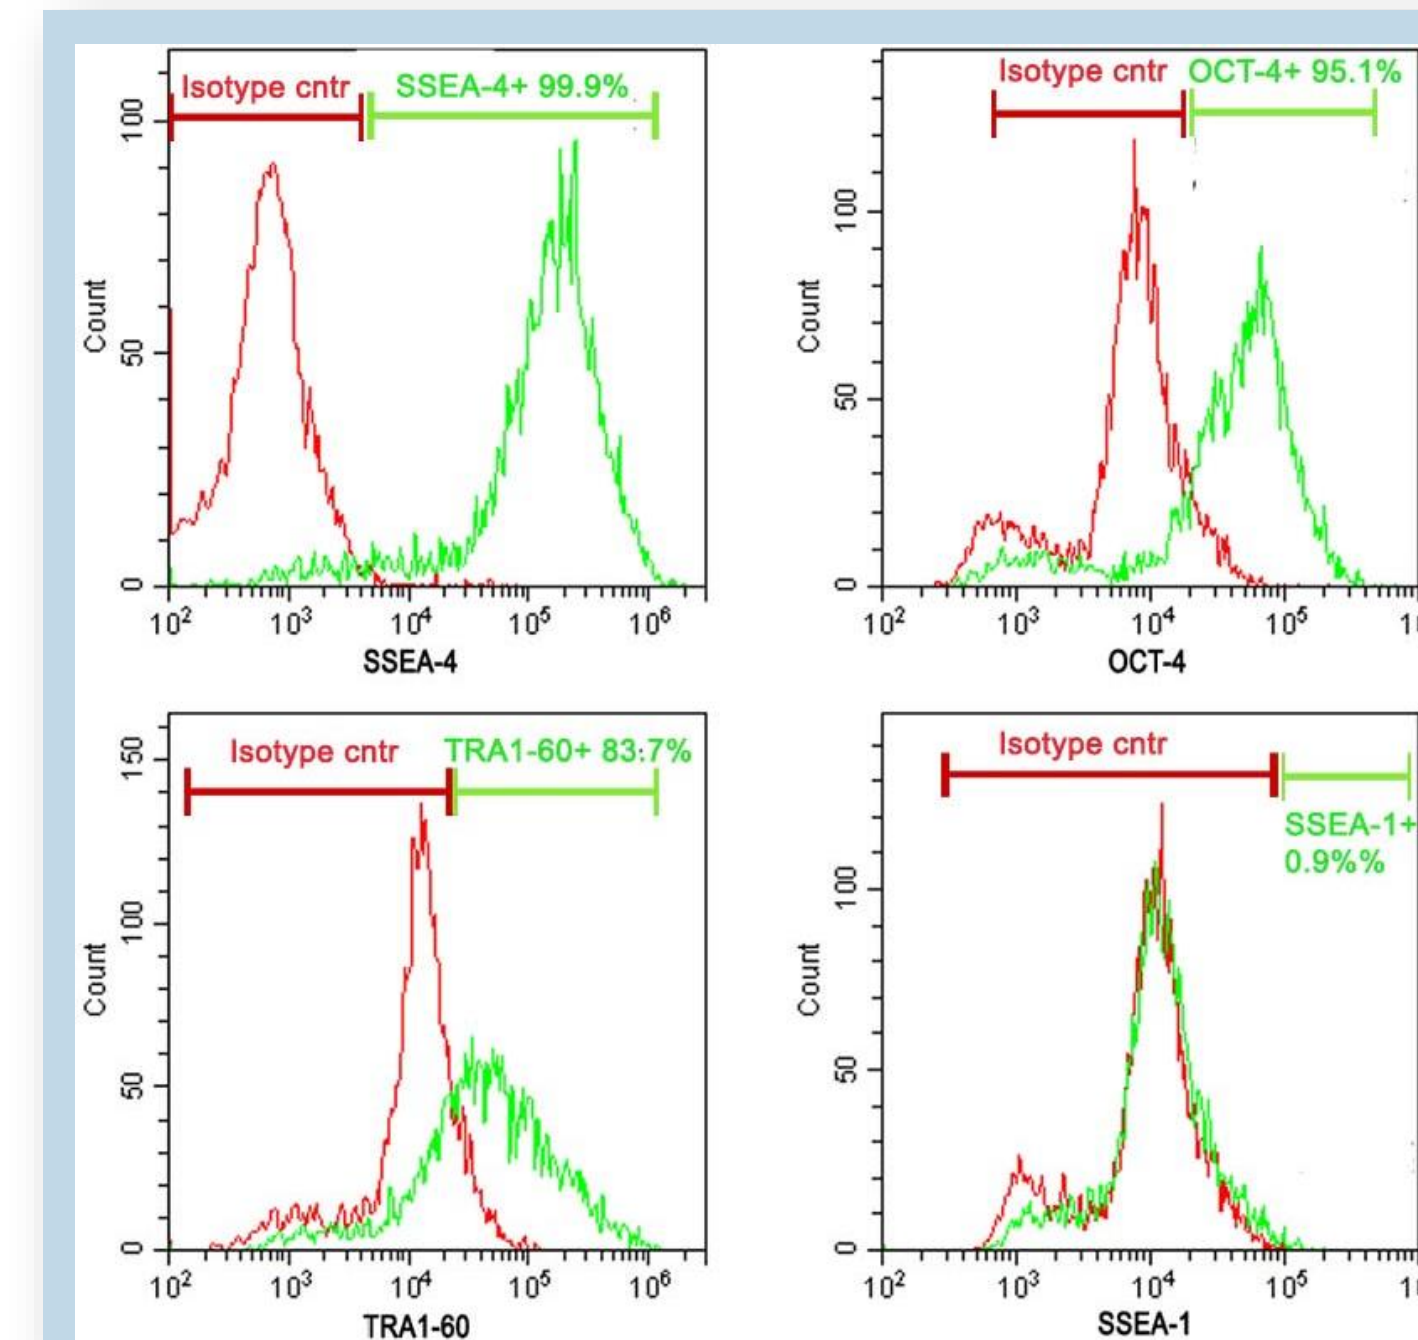 Isotype cntr SSEA-4+ 99.9%
100
50
0
Count
10² 10³ 10⁴ 10⁵ 10⁶
SSEA-4
Isotype cntr OCT-4+ 95.1%
100
50
0
Count
10² 10³ 10⁴ 10⁵ 1
OCT-4
Isotype cntr TRA1-60+ 83:7%
150
100
50
0
Count
10² 10³ 10⁴ 10⁵ 10⁶
TRA1-60
Isotype cntr
SSEA-1+
0.9%%
100
50
0
Count
10² 10³ 10⁴ 10⁵ 1
SSEA-1